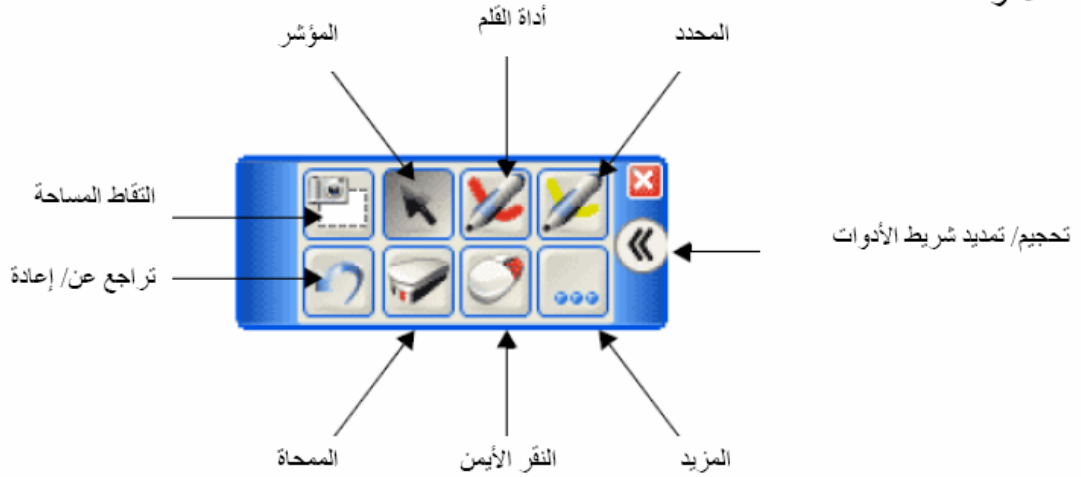 أداة القلم
المؤشر
المحدد
التقاط المساحة
تحجيم/ تمديد شريط الأدوات
تراجع عن/ إعادة
الممحاة
النقر الأيمن
المزيد